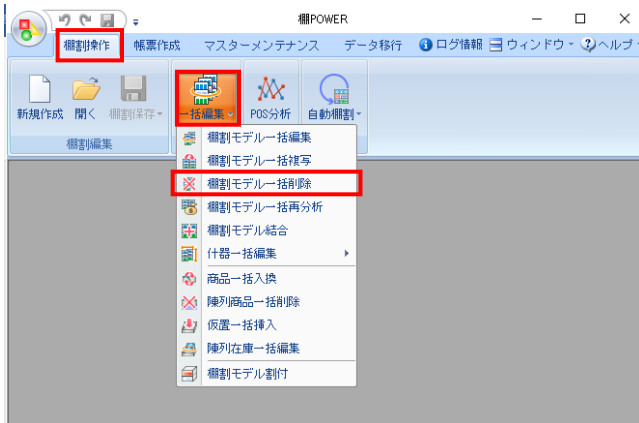 棚POWER
棚割操作 帳票作成 マスターメンテナンス データ移行 ログ情報 ウィンドウ ヘルプ
新規作成 開く 棚割保存 一括編集 POS分析 自動棚割
棚割編集
棚割モデル一括編集
棚割モデル一括複写
棚割モデル一括削除
棚割モデル一括再分析
棚割モデル結合
什器一括編集
商品一括入換
陳列商品一括削除
仮置一括挿入
陳列在庫一括編集
棚割モデル割付